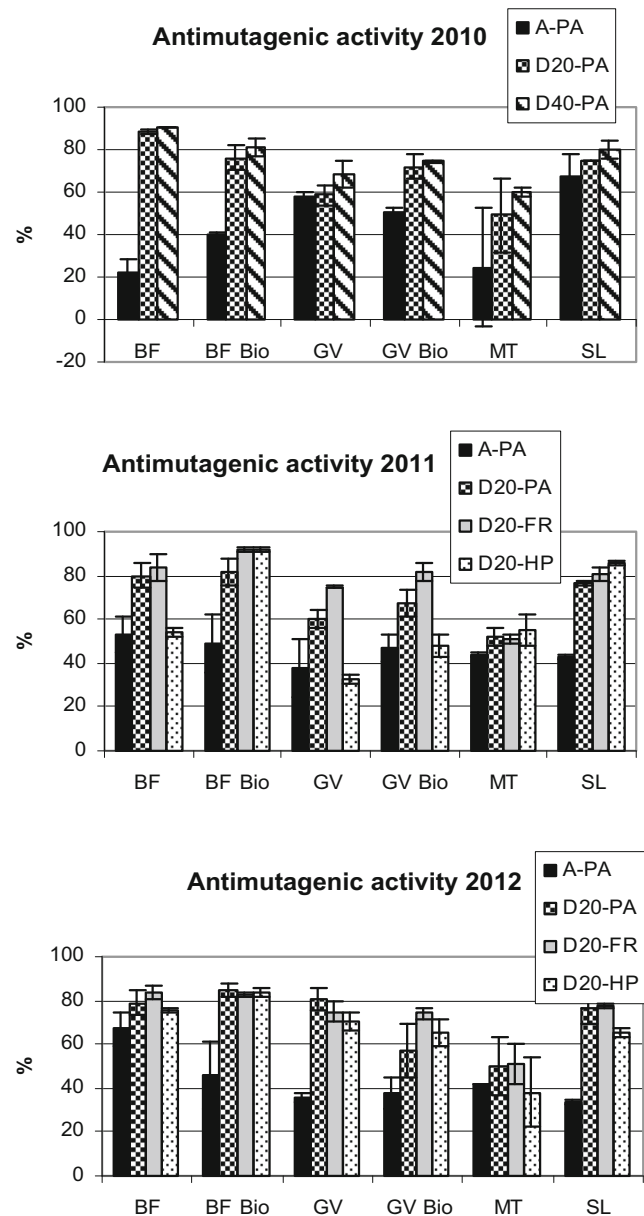 Antimutagenic activity 2010
A-PA
D20-PA
D40-PA
100
80
60
40
20
0
-20
%
BF BF Bio GV GV Bio MT SL
Antimutagenic activity 2011
A-PA
D20-PA
D20-FR
D20-HP
100
80
60
40
20
0
%
BF BF Bio GV GV Bio MT SL
Antimutagenic activity 2012
A-PA
D20-PA
D20-FR
D20-HP
100
80
60
40
20
0
%
BF BF Bio GV GV Bio MT SL